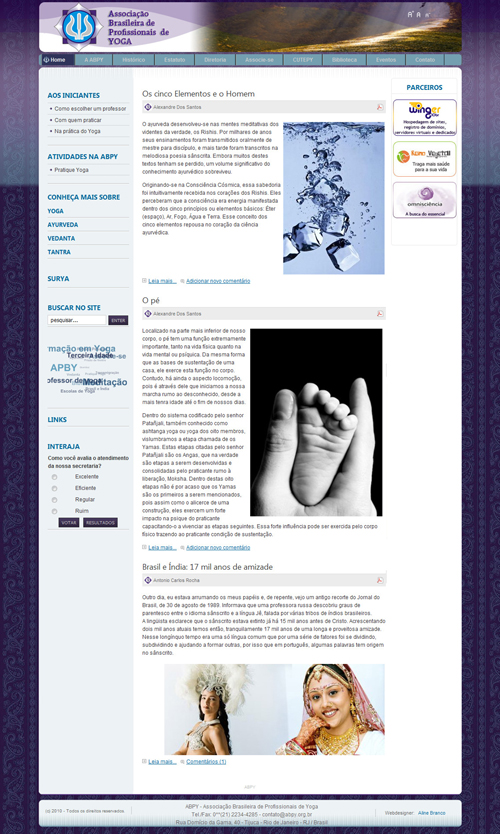 Associação
Brasileira de
Profissionais de
YOGA
Home
A ABPY
Histórico
Estatuto
Diretoria
Associe-se
CUTEPY
Biblioteca
Eventos
Contato
AOS INICIANTES
Como escolher um professor
Com quem praticar
Na prática do Yoga
ATIVIDADES NA ABPY
Pratique Yoga
CONHEÇA MAIS SOBRE
YOGA
AYURVEDA
VEDANTA
TANTRA
SURYA
BUSCAR NO SITE
pesquisar...
ENTER
mação em Yoga
Terceira Idade
APBY
ofessor de yoga
Meditação
Escolas de Yoga
LINKS
INTERAJA
Como você avalia o atendimento
da nossa secretaria?
Excelente
Eficiente
Regular
Ruim
VOTAR
RESULTADOS
Os cinco Elementos e o Homem
Alexandre Dos Santos
O ayurveda desenvolveu-se nas mentes meditativas dos
videntes da verdade, os Rishis. Por milhares de anos
seus ensinamentos foram transmitidos oralmente de
mestre para discípulo, e mais tarde foram transcritos na
melodiosa poesia sânscrita. Embora muitos destes
textos tenham se perdido, um volume significativo do
conhecimento ayurvédico sobreviveu.
Originando-se na Consciência Cósmica, essa sabedoria
foi intuitivamente recebida nos corações dos Rishis. Eles
perceberam que a consciência era energia manifestada
dentro dos cinco princípios ou elementos básicos: Éter
(espaço), Ar, Fogo, Água e Terra. Esse conceito dos
cinco elementos repousa no coração da ciência
ayurvédica.
Leia mais...
Adicionar novo comentário
O pé
Alexandre Dos Santos
Localizado na parte mais inferior de nosso
corpo, o pé tem uma função extremamente
importante, tanto na vida física quanto na
vida mental ou psíquica. Da mesma forma
que as bases de sustentação de uma
casa, ele exerce esta função no corpo.
Contudo, há ainda o aspecto locomoção,
pois é através dele que iniciamos a nossa
marcha rumo ao desconhecido, desde a
mais tenra idade até o fim de nossos dias.
Dentro do sistema codificado pelo senhor
Patañjali, também conhecido como
ashtanga yoga ou yoga dos oito membros,
vislumbramos a etapa chamada de os
Yamas. Estas etapas citadas pelo senhor
Patañjali são os Angas, que na verdade
são etapas a serem desenvolvidas e
consolidadas pelo praticante rumo à
liberação, Moksha. Dentro destas oito
etapas não é por acaso que os Yamas
são os primeiros a serem mencionados,
pois assim como o alicerce de uma
construção, eles exercem um forte
impacto na psique do praticante
capacitando-o a vivenciar as etapas seguintes. Essa forte influência pode ser exercida pelo corpo
físico trazendo ao praticante condição de sustentação.
Leia mais...
Adicionar novo comentário
Brasil e Índia: 17 mil anos de amizade
Antonio Carlos Rocha
Outro dia, eu estava arrumando os meus papéis e, de repente, vejo um antigo recorte do Jornal do
Brasil, de 30 de agosto de 1989. Informava que uma professora russa descobriu graus de
parentesco entre o idioma sânscrito e a língua Jê, falada por várias tribos de índios brasileiros.
A linguista esclarece que o sânscrito estava extinto já há 15 mil anos antes de Cristo. Acrescentando
dois mil anos atuais temos então, tranquilamente 17 mil anos de uma longa e proveitosa amizade.
Nesse longínquo tempo era uma só língua comum que por uma série de fatores foi se dividindo,
subdividindo e ajudando a formar outras, por isso que em português, algumas palavras tem origem
no sânscrito.
Leia mais...
Comentários (1)
PARCEIROS
Winger
Hospedagem de sites,
registro de domínios,
servidores virtuais e dedicados
Traga mais saúde
para a sua vida
omnisciência
A busca do essencial
ABPY
(c) 2010 - Todos os direitos reservados.
ABPY - Associação Brasileira de Profissionais de Yoga
Tel./Fax: 0**(21) 2234-4285 - contato@abpy.org.br
Rua Domício da Gama, 40 - Tijuca - Rio de Janeiro - RJ / Brasil
Webdesigner: Aline Branco